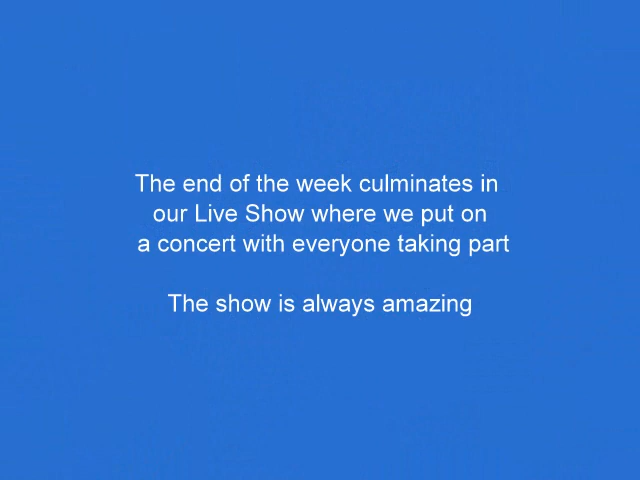 The end of the week culminates in
our Live Show where we put on
a concert with everyone taking part
The show is always amazing